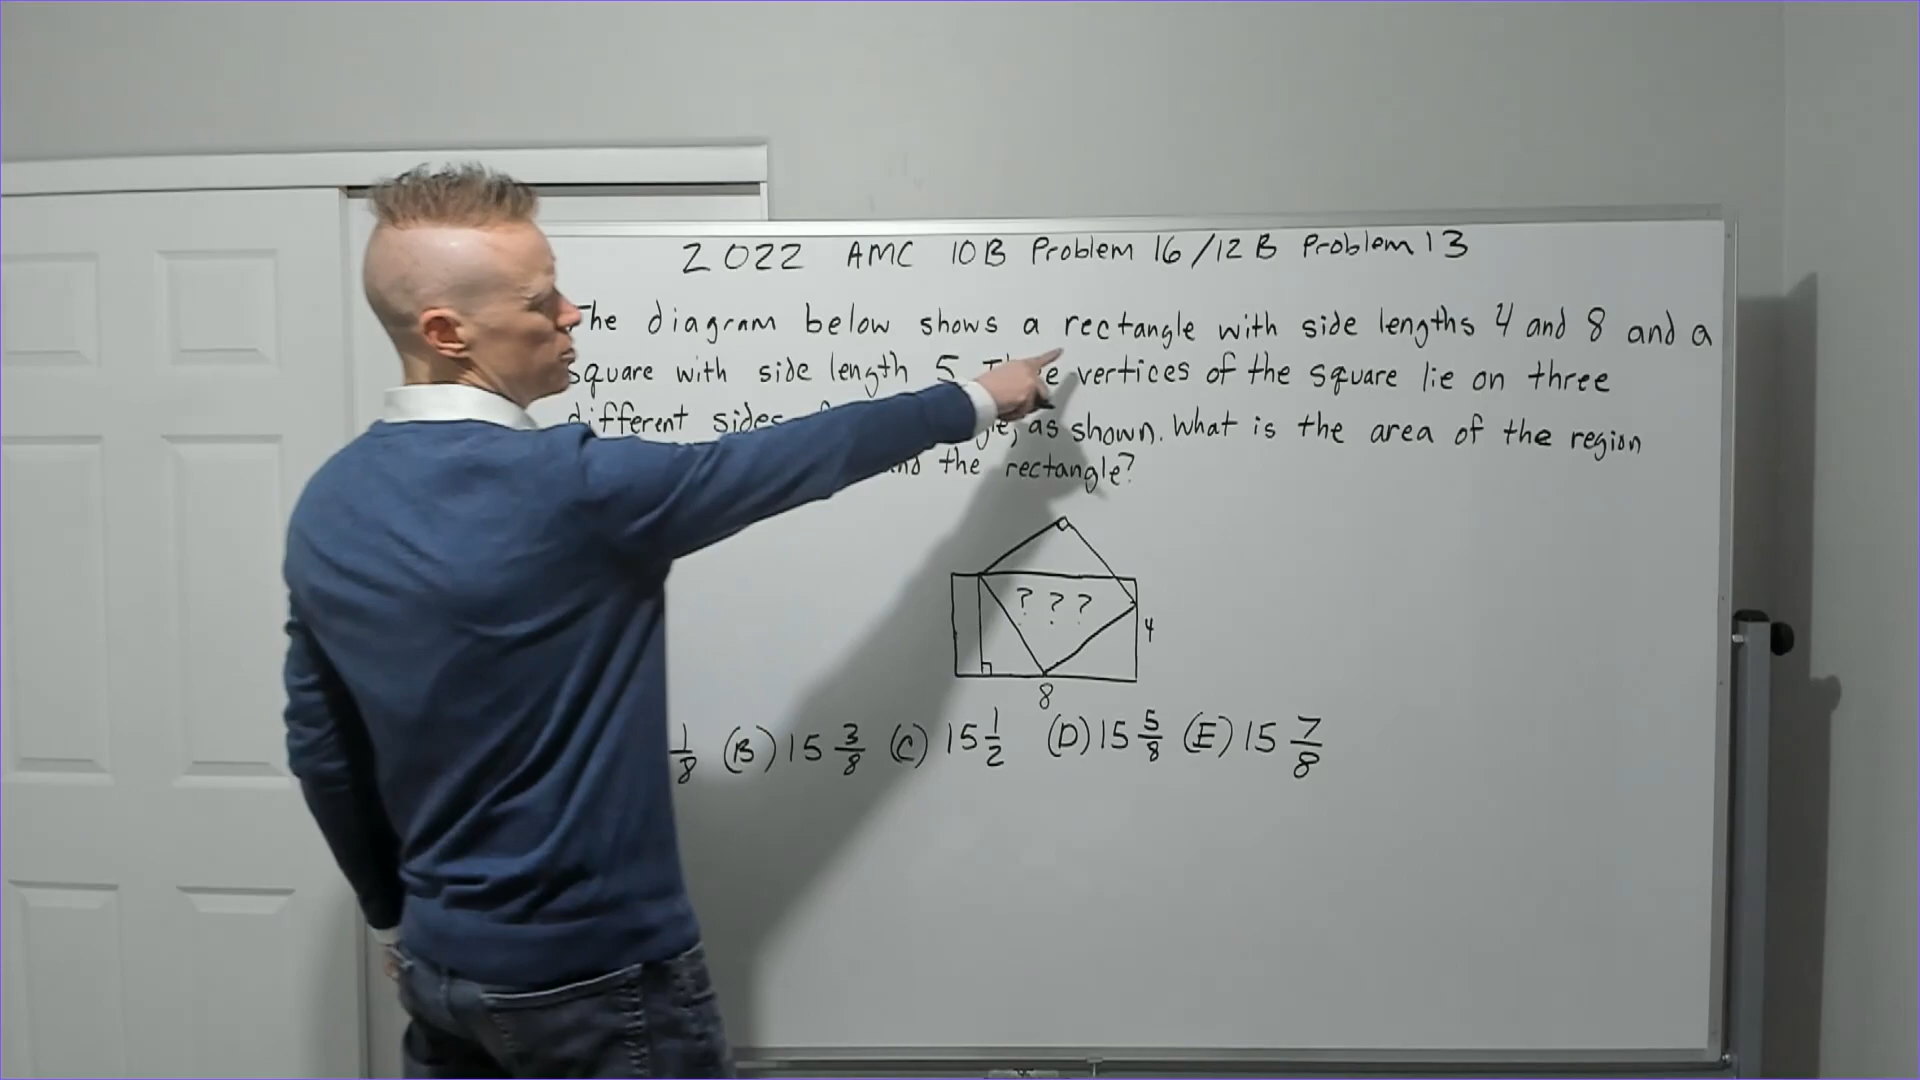 2022 AMC 10B Problem 16/12B Problem 13
The diagram below shows a rectangle with side lengths 4 and 8 and a
square with side length 5. vertices of the square lie on three
different sides as shown. What is the area of the region
the rectangle?
? ? ?
4
8
1/8 (B) 15 3/8 (C) 15 1/2 (D) 15 5/8 (E) 15 7/8